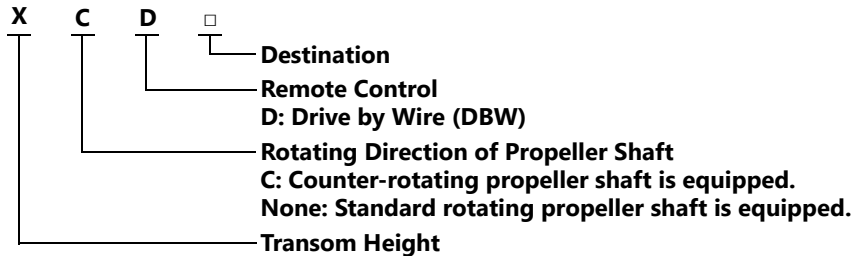 X C D □
Destination
Remote Control
D: Drive by Wire (DBW)
Rotating Direction of Propeller Shaft
C: Counter-rotating propeller shaft is equipped.
None: Standard rotating propeller shaft is equipped.
Transom Height